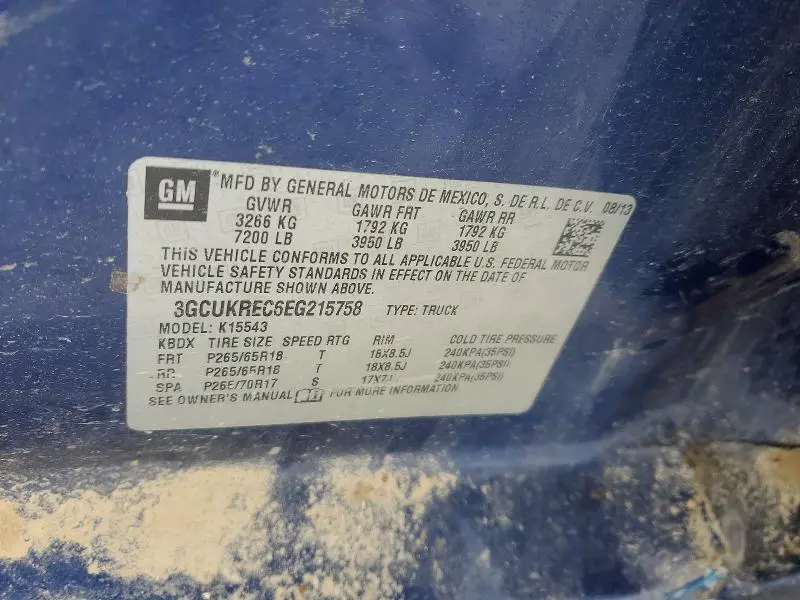 GM ® MFD BY GENERAL MOTORS DE MEXICO, S. DE R.L. DE C.V. 08/13
GVWR GAWR FRT GAWR RR
3266 KG 1792 KG 1792 KG
7200 LB 3950 LB 3950 LB
THIS VEHICLE CONFORMS TO ALL APPLICABLE U.S. FEDERAL MOTOR
VEHICLE SAFETY STANDARDS IN EFFECT ON THE DATE OF
MANUFACTURE SHOWN ABOVE.
3GCUKREC6EG215758 TYPE: TRUCK
MODEL: K15543
KBDX TIRE SIZE SPEED RTG RIM COLD TIRE PRESSURE
FRT P265/65R18 T 18X8.5J 240KPA(35PSI)
RR P265/65R18 T 18X8.5J 240KPA(35PSI)
SPA P265/70R17 S 240KPA(35PSI)
SEE OWNER'S MANUAL FOR MORE INFORMATION